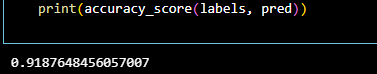 print(accuracy_score(labels, pred))
0.9187648456057007